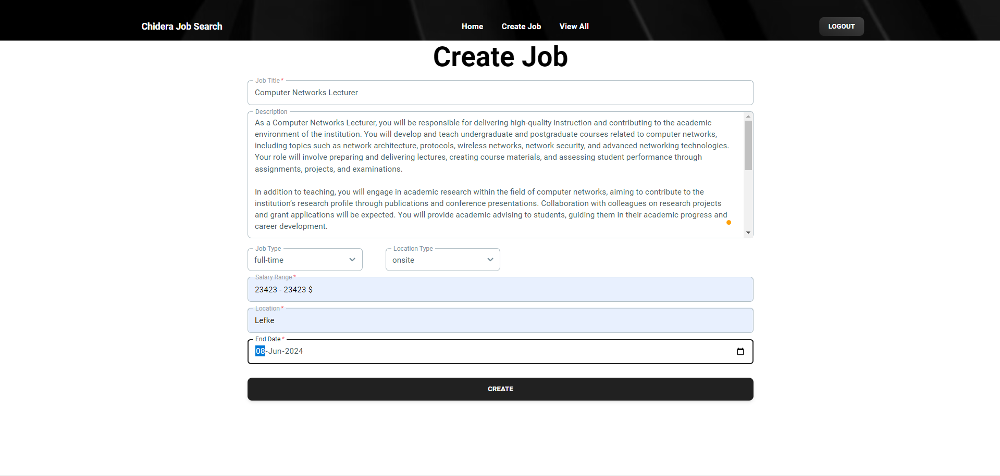 Chidera Job Search
Home Create Job View All
LOGOUT
Create Job
Job Title *
Computer Networks Lecturer
Description
As a Computer Networks Lecturer, you will be responsible for delivering high-quality instruction and contributing to the academic
environment of the institution. You will develop and teach undergraduate and postgraduate courses related to computer networks,
including topics such as network architecture, protocols, wireless networks, network security, and advanced networking technologies.
Your role will involve preparing and delivering lectures, creating course materials, and assessing student performance through
assignments, projects, and examinations.
In addition to teaching, you will engage in academic research within the field of computer networks, aiming to contribute to the
institution’s research profile through publications and conference presentations. Collaboration with colleagues on research projects
and grant applications will be expected. You will provide academic advising to students, guiding them in their academic progress and
career development.
Job Type
full-time
Location Type
onsite
Salary Range *
23423 - 23423 $
Location *
Lefke
End Date *
08-Jun-2024
CREATE